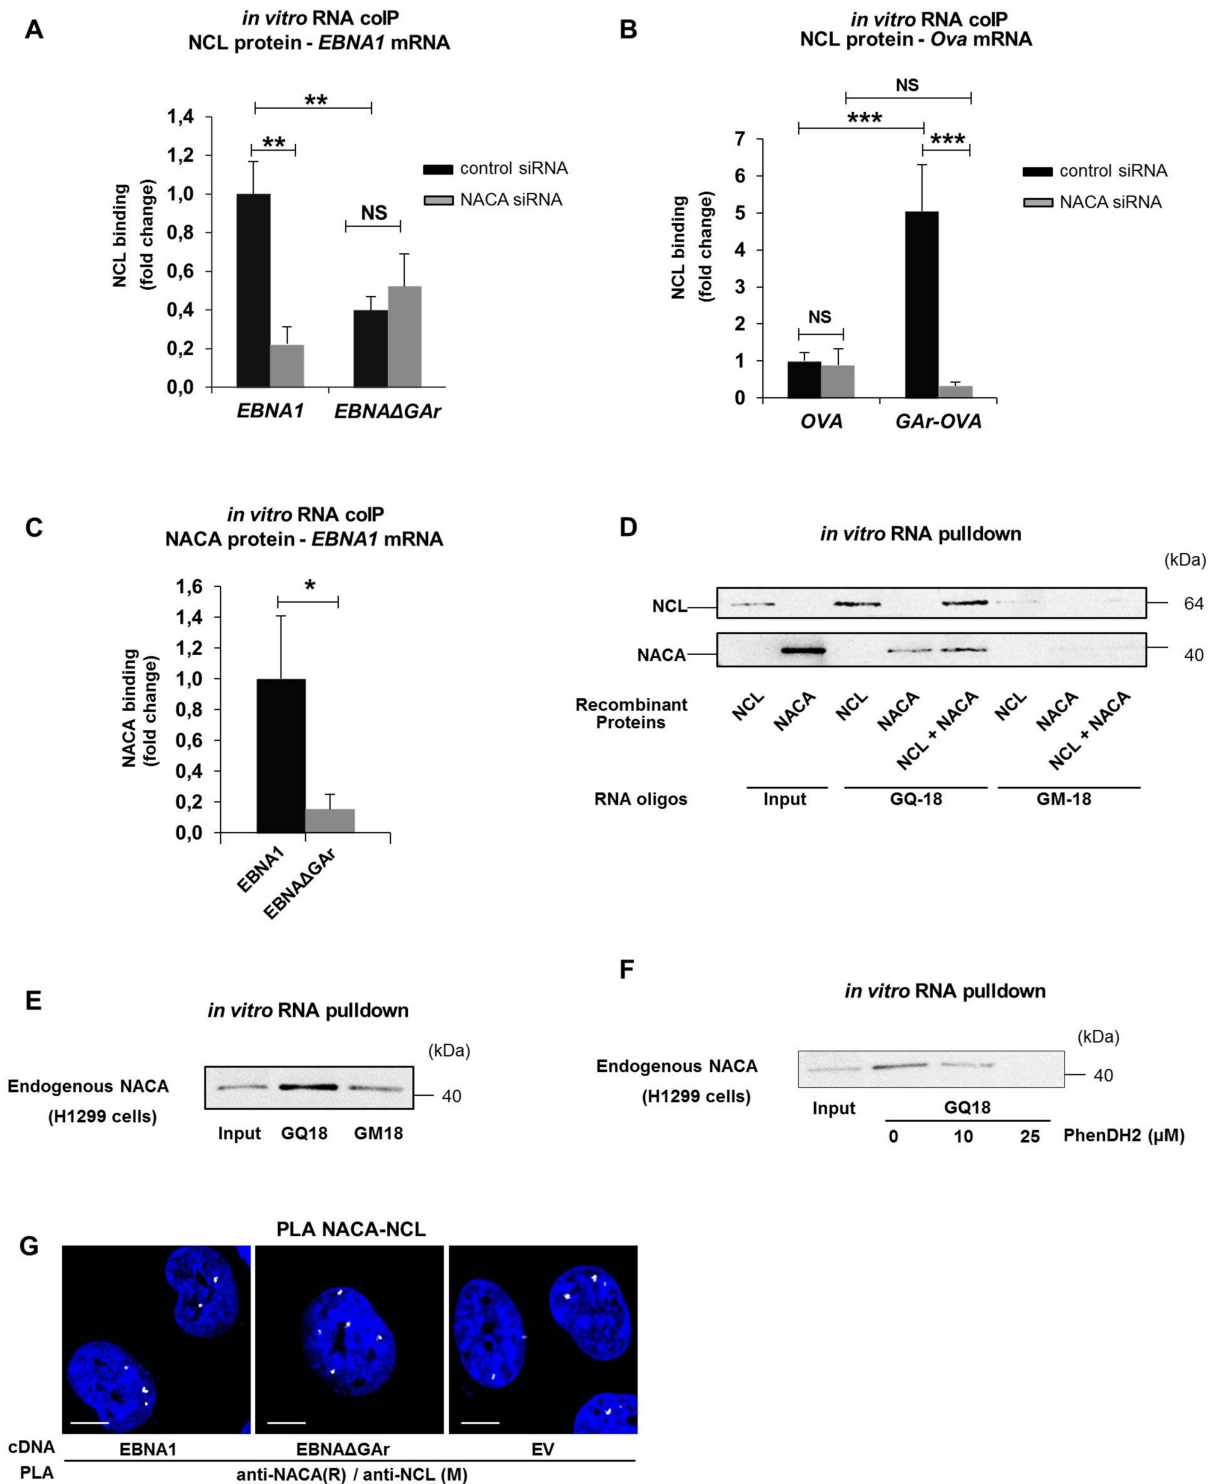 A
in vitro RNA coIP
NCL protein - EBNA1 mRNA
NCL binding
(fold change)
1,4
1,2
1,0
0,8
0,6
0,4
0,2
0,0
**
**
NS
control siRNA
NACA siRNA
EBNA1
EBNAΔGAr
B
in vitro RNA coIP
NCL protein - Ova mRNA
NCL binding
(fold change)
7
6
5
4
3
2
1
0
NS
***
***
NS
control siRNA
NACA siRNA
OVA
GAr-OVA
C
in vitro RNA coIP
NACA protein - EBNA1 mRNA
NACA binding
(fold change)
1,6
1,4
1,2
1,0
0,8
0,6
0,4
0,2
0,0
*
EBNA1
EBNAΔGAr
D
in vitro RNA pulldown
(kDa)
NCL
64
NACA
40
Recombinant
Proteins
NCL
NACA
NCL
NACA
NCL + NACA
NCL
NACA
NCL + NACA
RNA oligos
Input
GQ-18
GM-18
E
in vitro RNA pulldown
(kDa)
Endogenous NACA
(H1299 cells)
40
Input
GQ18
GM18
F
in vitro RNA pulldown
(kDa)
Endogenous NACA
(H1299 cells)
40
Input
GQ18
0
10
25
PhenDH2 (µM)
G
PLA NACA-NCL
cDNA
EBNA1
EBNAΔGAr
EV
PLA
anti-NACA(R) / anti-NCL (M)